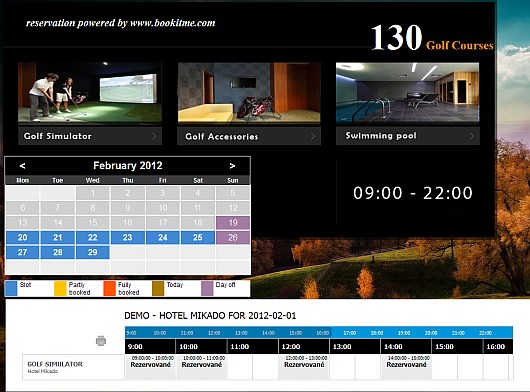 reservation powered by www.bookitme.com
130 Golf Courses
Golf Simulator
Golf Accessories
Swimming pool
< February 2012 >
Mon Tue Wed Thu Fri Sat Sun
1 2 3 4 5
6 7 8 9 10 11 12
13 14 15 16 17 18 19
20 21 22 23 24 25 26
27 28 29
09:00 - 22:00
Slot
Partly booked
Fully booked
Today
Day off
DEMO - HOTEL MIKADO FOR 2012-02-01
9:00 10:00 11:00 12:00 13:00 14:00 15:00 16:00 17:00 18:00 19:00 20:00 21:00 22:00
9:00 10:00 11:00 12:00 13:00 14:00 15:00 16:00
GOLF SIMULATOR
Hotel Mikado
09:00:00 - 10:00:00
Rezervované
10:00:00 - 11:00:00
Rezervované
12:00:00 - 13:00:00
Rezervované
14:00:00 - 15:00:00
Rezervované